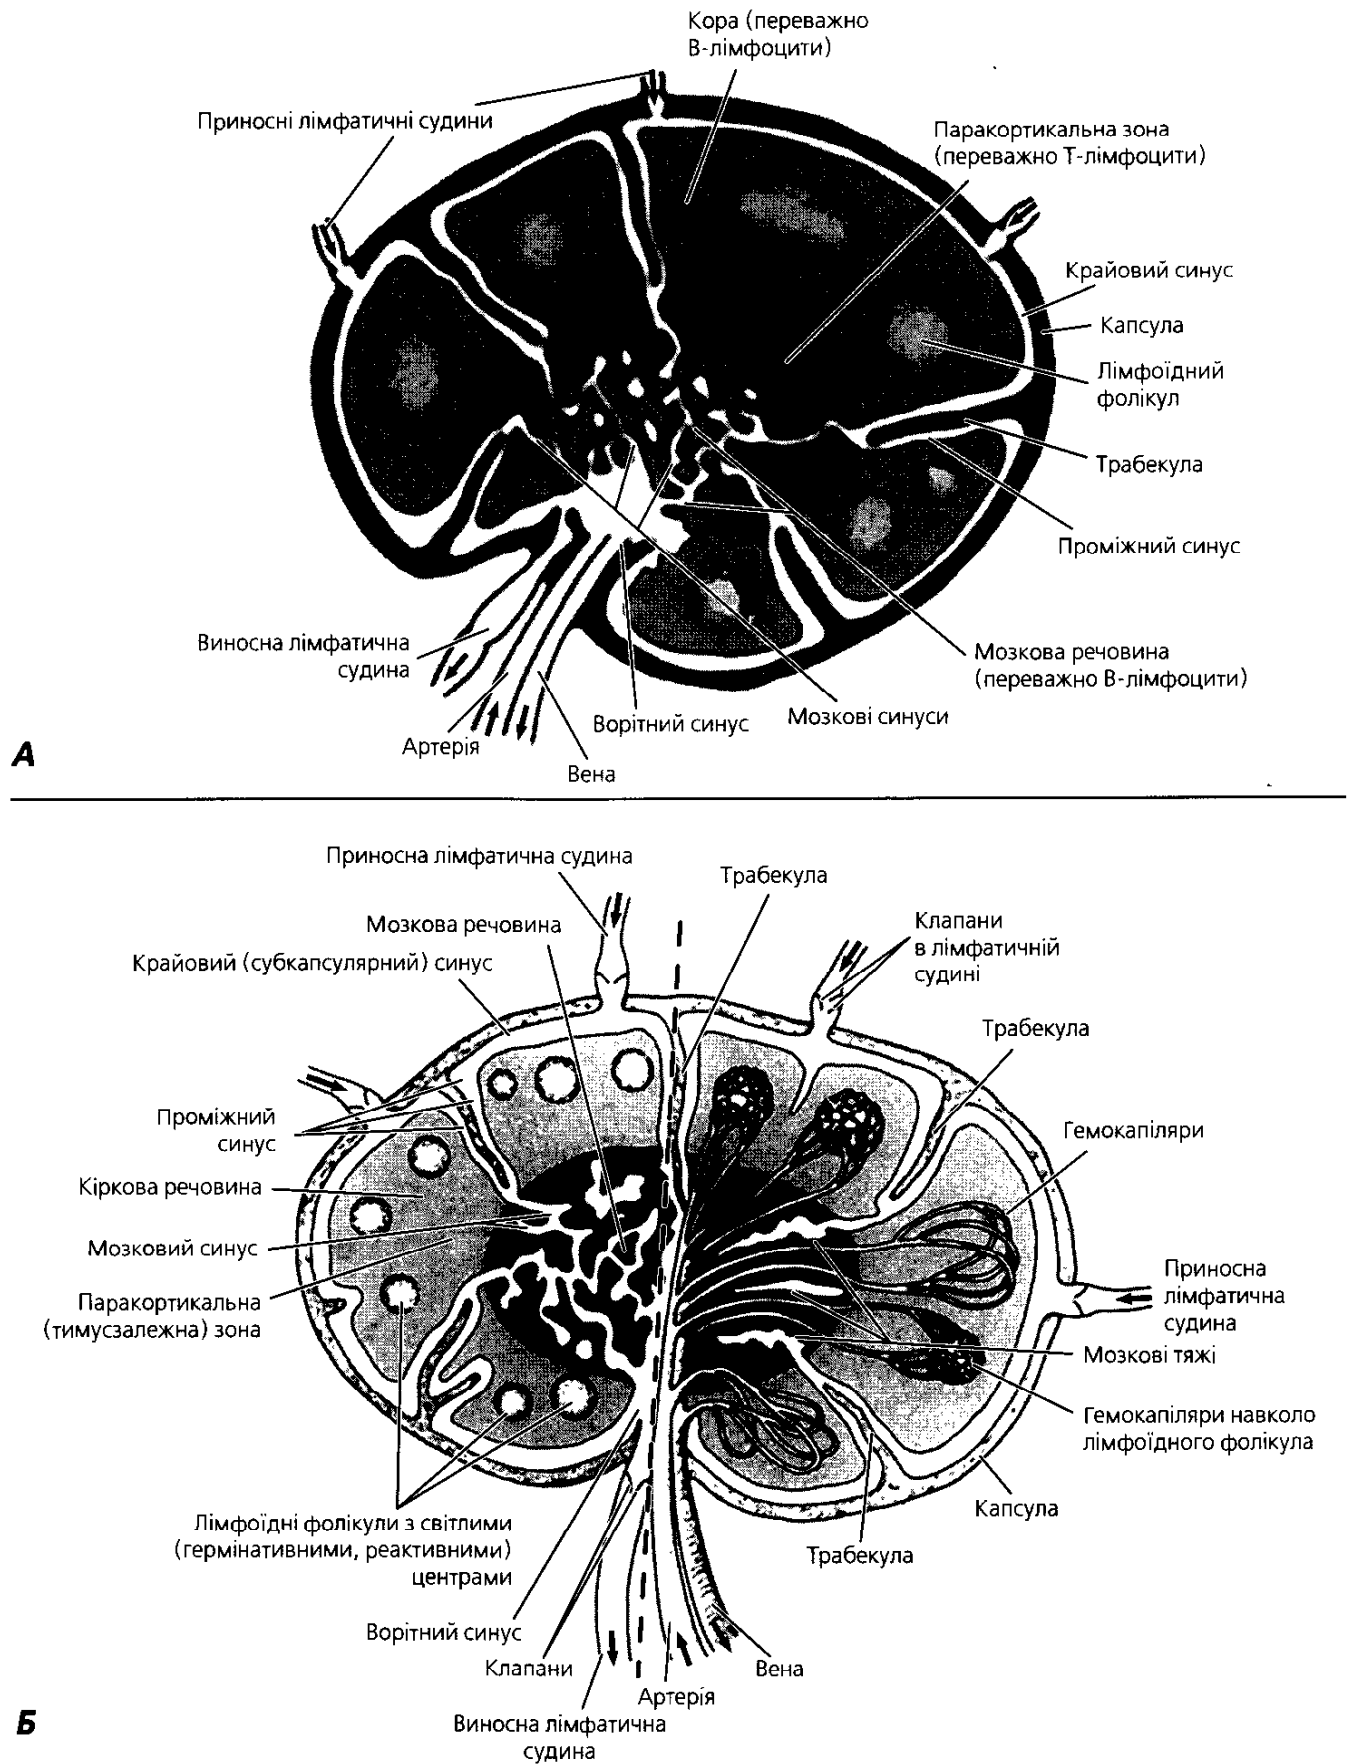 Кора (переважно
В-лімфоцити)
Приносні лімфатичні судини
Паракортикальна зона
(переважно Т-лімфоцити)
Крайовий синус
Капсула
Лімфоїдний
фолікул
Трабекула
Проміжний синус
Виносна лімфатична
судина
Мозкова речовина
(переважно В-лімфоцити)
Мозкові синуси
Ворітний синус
Артерія
Вена
А
Приносна лімфатична судина
Трабекула
Мозкова речовина
Клапани
в лімфатичній
судині
Крайовий (субкапсулярний) синус
Трабекула
Проміжний
синус
Гемокапіляри
Кіркова речовина
Мозковий синус
Приносна
лімфатична
судина
Паракортикальна
(тимусзалежна) зона
Мозкові тяжі
Гемокапіляри навколо
лімфоїдного фолікула
Капсула
Лімфоїдні фолікули з світлими
(гермінативними, реактивними)
центрами
Трабекула
Ворітний синус
Клапани
Вена
Артерія
Виносна лімфатична
судина
Б